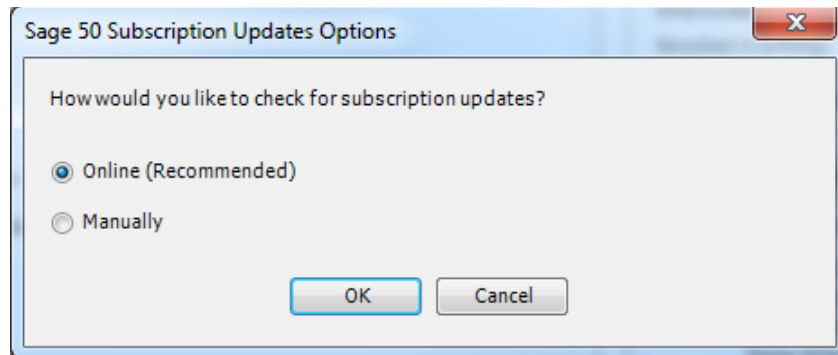 Sage 50 Subscription Updates Options
How would you like to check for subscription updates?
Online (Recommended)
Manually
OK Cancel